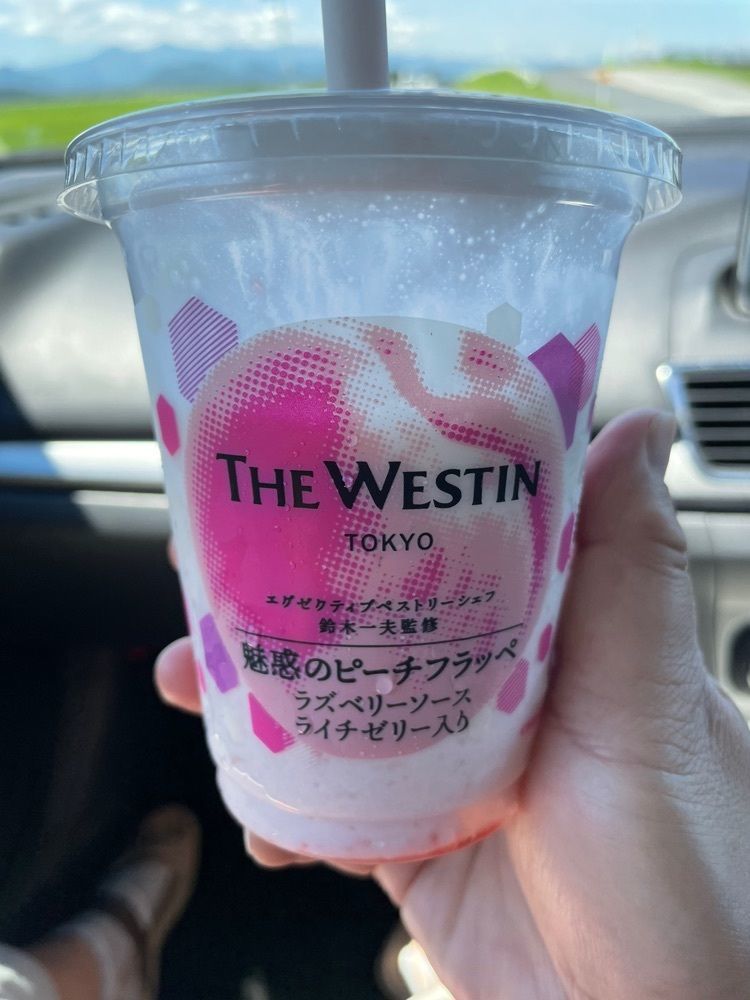 THE WESTIN
TOKYO
エグゼクティブペストリーシェフ
鈴木一夫監修
魅惑のピーチフラッペ
ラズベリーソース
ライチゼリー入り